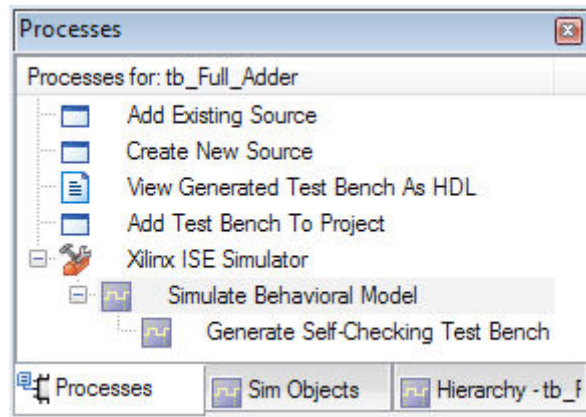 Processes
Processes for: tb_Full_Adder
Add Existing Source
Create New Source
View Generated Test Bench As HDL
Add Test Bench To Project
Xilinx ISE Simulator
Simulate Behavioral Model
Generate Self-Checking Test Bench
Processes Sim Objects Hierarchy - tb_F